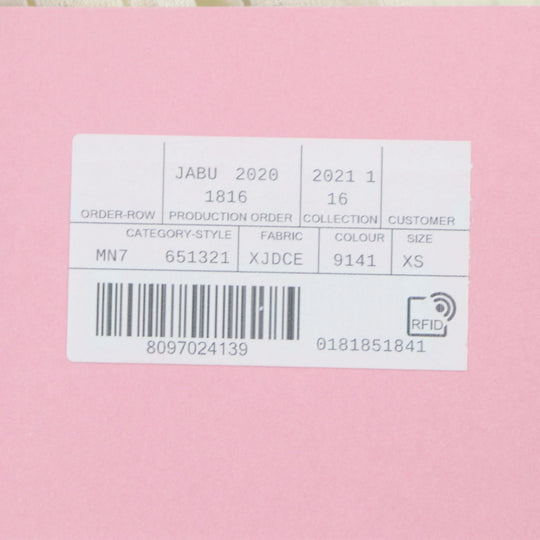 JABU 2020 2021 1
1816 16
ORDER-ROW PRODUCTION ORDER COLLECTION CUSTOMER
CATEGORY-STYLE FABRIC COLOUR SIZE
MN7 651321 XJDCE 9141 XS
RFID
8097024139 0181851841